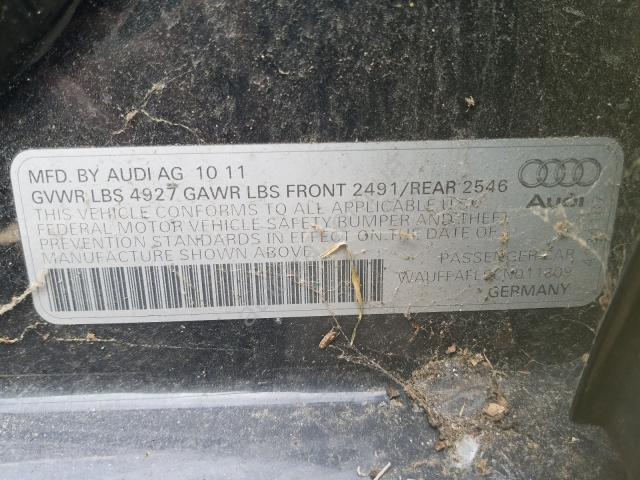 MFD. BY AUDI AG 10 11
GVWR LBS 4927 GAWR LBS FRONT 2491/REAR 2546
THIS VEHICLE CONFORMS TO ALL APPLICABLE U.S.
FEDERAL MOTOR VEHICLE SAFETY BUMPER AND THEFT
PREVENTION STANDARDS IN EFFECT ON THE DATE OF
MANUFACTURE SHOWN ABOVE
Audi
PASSENGER CAR
GERMANY